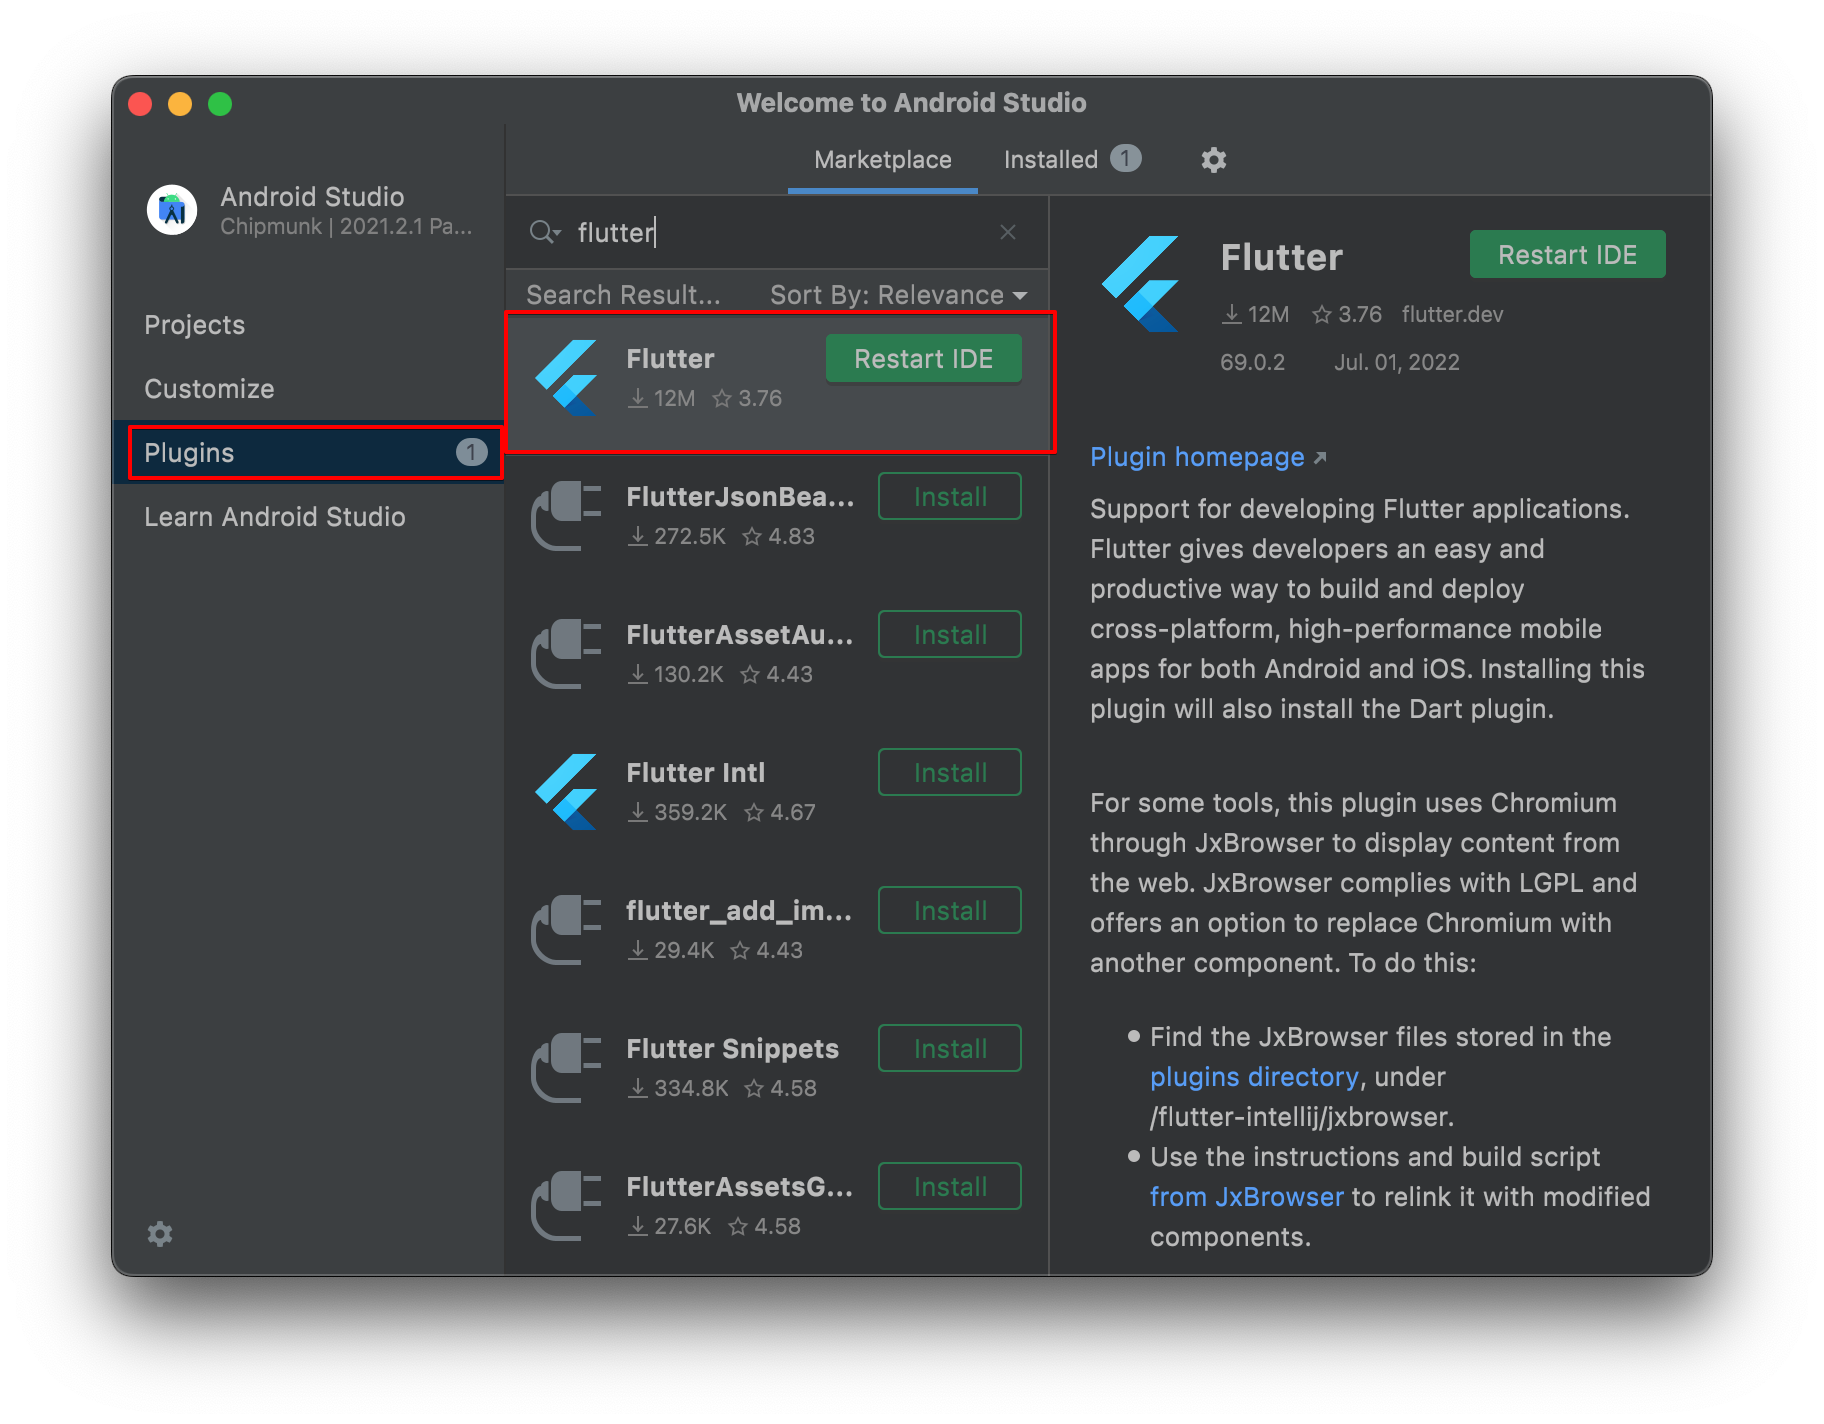 Welcome to Android Studio
Android Studio
Chipmunk | 2021.2.1 Pa...
Projects
Customize
Plugins 1
Learn Android Studio
Marketplace Installed 1
flutter
Search Result... Sort By: Relevance
Flutter Restart IDE
12M 3.76
FlutterJsonBea... Install
272.5K 4.83
FlutterAssetAu... Install
130.2K 4.43
Flutter Intl Install
359.2K 4.67
flutter_add_im... Install
29.4K 4.43
Flutter Snippets Install
334.8K 4.58
FlutterAssetsG... Install
27.6K 4.58
Flutter Restart IDE
12M 3.76 flutter.dev
69.0.2 Jul. 01, 2022
Plugin homepage
Support for developing Flutter applications.
Flutter gives developers an easy and
productive way to build and deploy
cross-platform, high-performance mobile
apps for both Android and iOS. Installing this
plugin will also install the Dart plugin.
For some tools, this plugin uses Chromium
through JxBrowser to display content from
the web. JxBrowser complies with LGPL and
offers an option to replace Chromium with
another component. To do this:
Find the JxBrowser files stored in the
plugins directory, under
/flutter-intellij/jxbrowser.
Use the instructions and build script
from JxBrowser to relink it with modified
components.